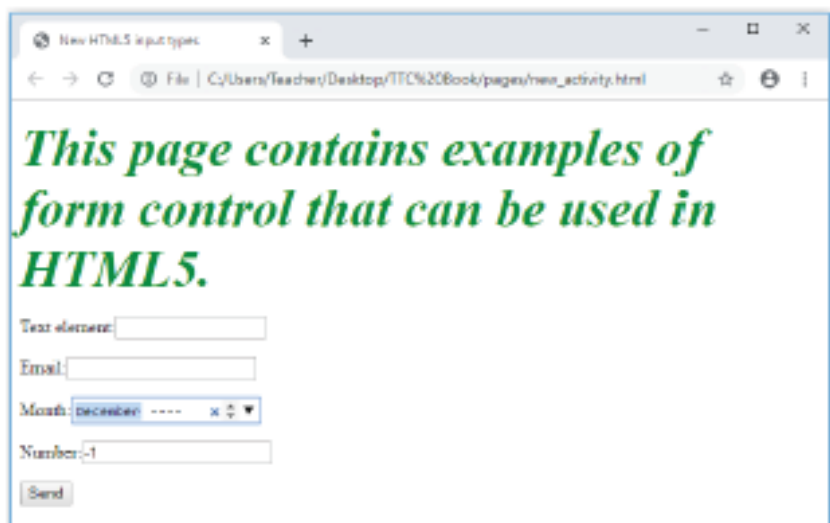 New HTML5 input types
File | C:/Users/Teacher/Desktop/TTC%20Book/pages/new_activity.html
This page contains examples of
form control that can be used in
HTML5.
Text element:
Email:
Month: December ----
Number: -1
Send